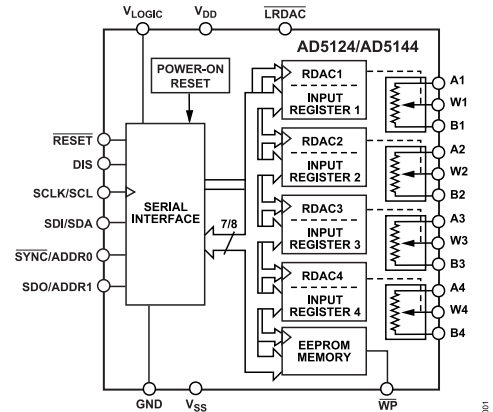 VLOGIC
VDD
LRDAC
AD5124/AD5144
POWER-ON
RESET
RDAC1
INPUT
REGISTER 1
A1
W1
B1
RESET
DIS
SCLK/SCL
SDI/SDA
SYNC/ADDR0
SDO/ADDR1
SERIAL
INTERFACE
7/8
RDAC2
INPUT
REGISTER 2
A2
W2
B2
RDAC3
INPUT
REGISTER 3
A3
W3
B3
RDAC4
INPUT
REGISTER 4
A4
W4
B4
EEPROM
MEMORY
GND
VSS
WP
001